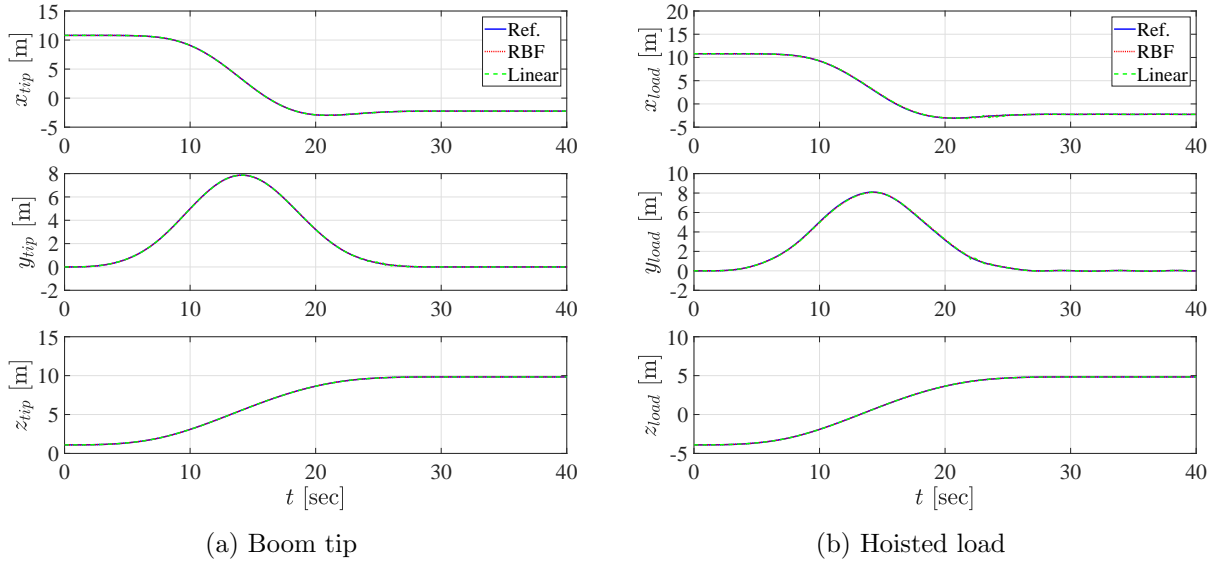 15
10
5
0
-5
x_tip [m]
Ref.
RBF
Linear
0 10 20 30 40
8
6
4
2
0
-2
y_tip [m]
0 10 20 30 40
15
10
5
0
z_tip [m]
0 10 20 30 40
t [sec]
(a) Boom tip
20
15
10
5
0
-5
x_load [m]
Ref.
RBF
Linear
0 10 20 30 40
10
8
6
4
2
0
-2
y_load [m]
0 10 20 30 40
10
5
0
-5
z_load [m]
0 10 20 30 40
t [sec]
(b) Hoisted load